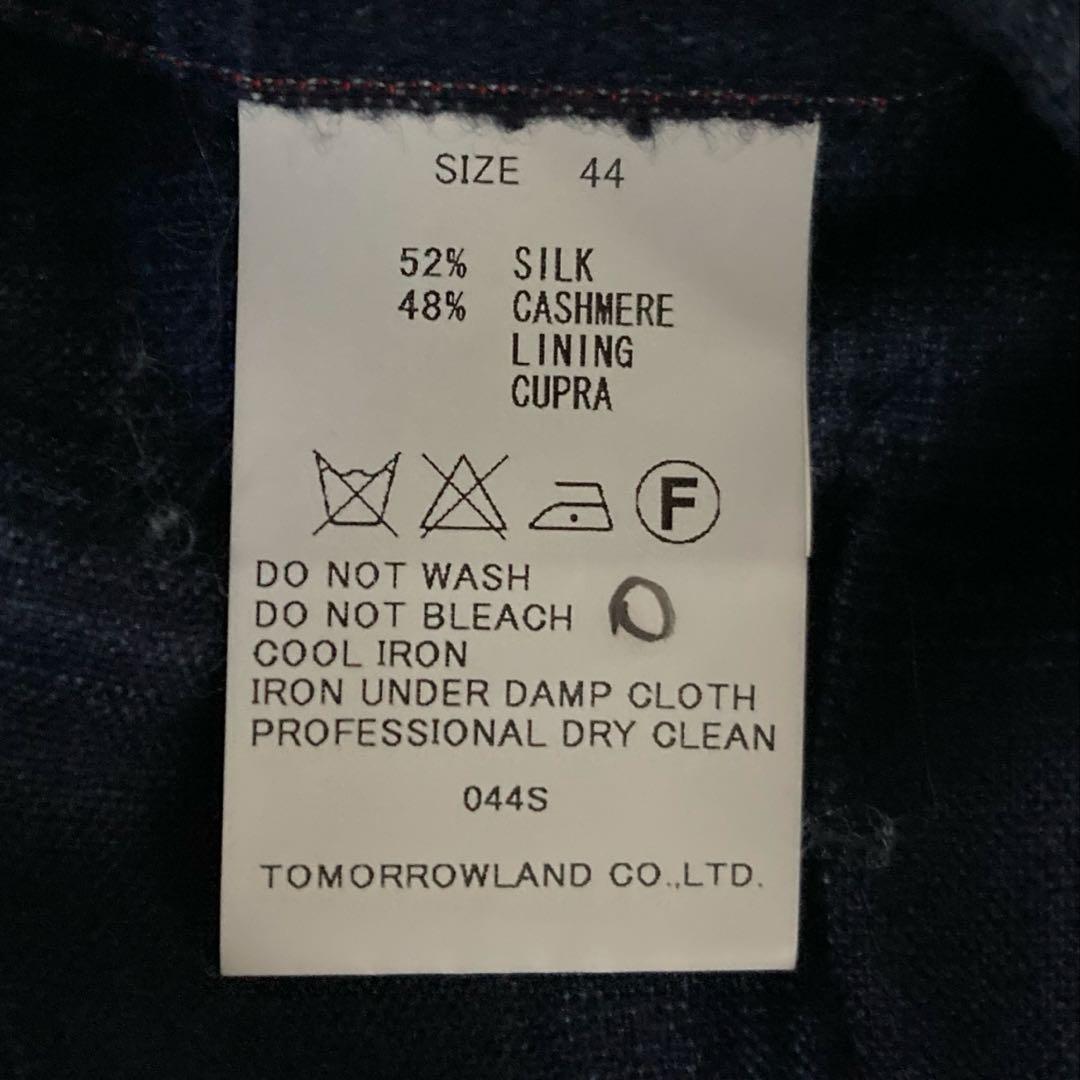 SIZE 44
52% SILK
48% CASHMERE
LINING
CUPRA
F
DO NOT WASH
DO NOT BLEACH
COOL IRON
IRON UNDER DAMP CLOTH
PROFESSIONAL DRY CLEAN
044S
TOMORROWLAND CO.,LTD.